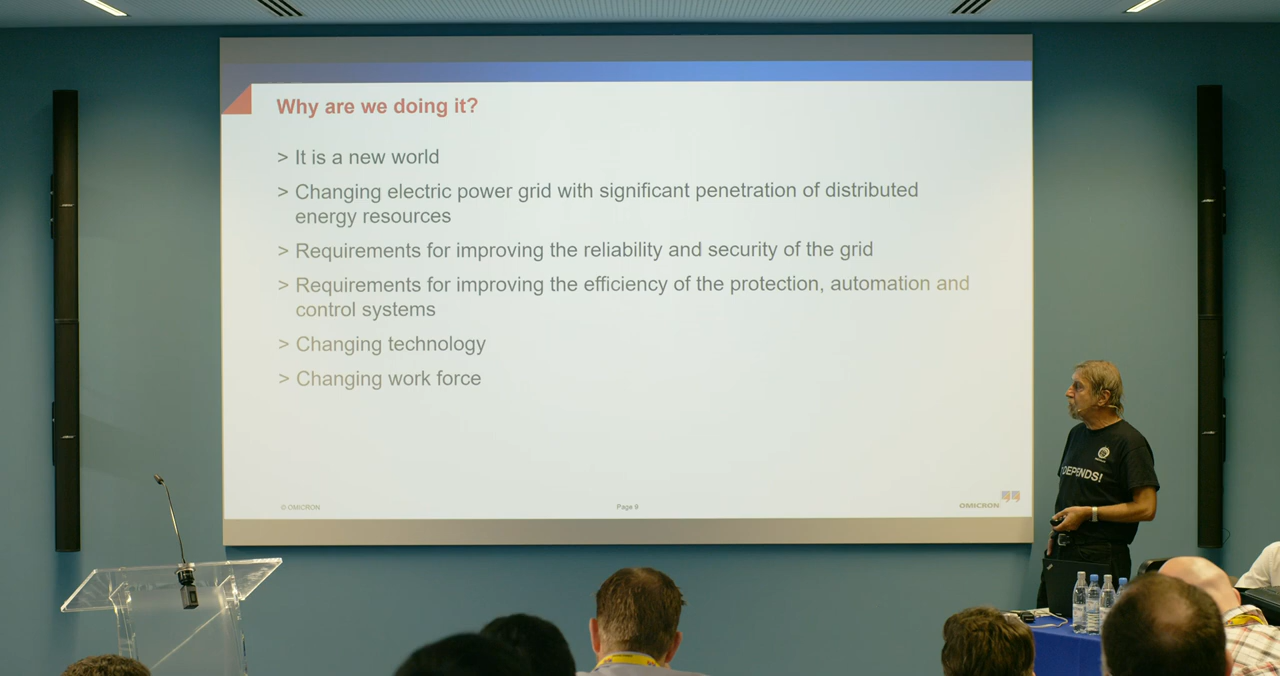 Why are we doing it?
> It is a new world
> Changing electric power grid with significant penetration of distributed
energy resources
> Requirements for improving the reliability and security of the grid
> Requirements for improving the efficiency of the protection, automation and
control systems
> Changing technology
> Changing work force
© OMICRON
Page 9
OMICRON
DEPENDS!